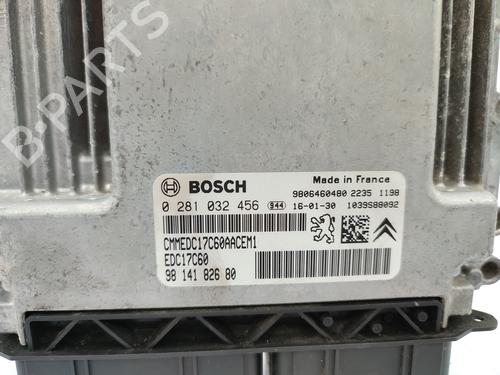 B-PARTS
BOSCH
Made in France
9806460480 2235 1198
0 281 032 456 944 16-01-30 1039S88092
CMMEDC17C60AACEM1
EDC17C60
98 141 826 80